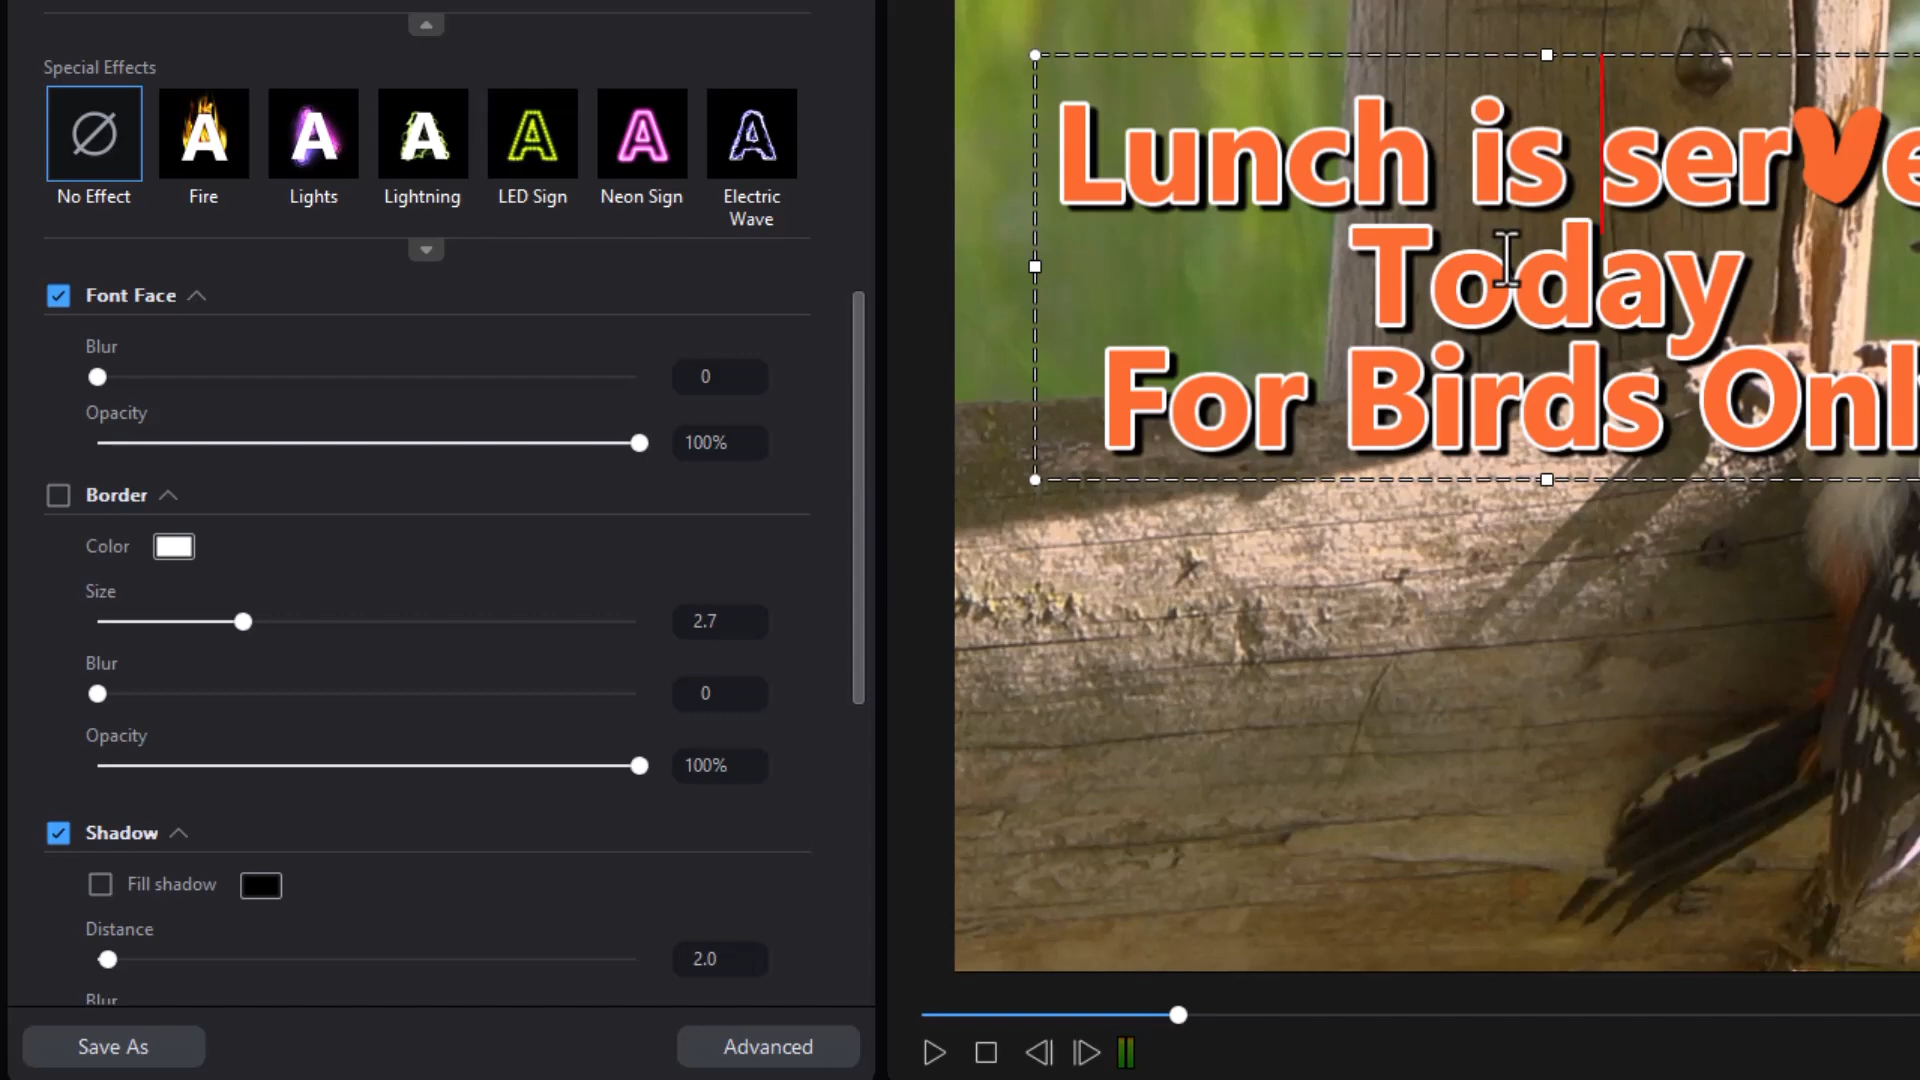 Special Effects
A A A A A A
No Effect Fire Lights Lightning LED Sign Neon Sign Electric Wave
Font Face
Blur
0
Opacity
100%
Border
Color
Size
2.7
Blur
0
Opacity
100%
Shadow
Fill shadow
Distance
2.0
Blur
Save As Advanced
Lunch is serve
Today
For Birds Onl